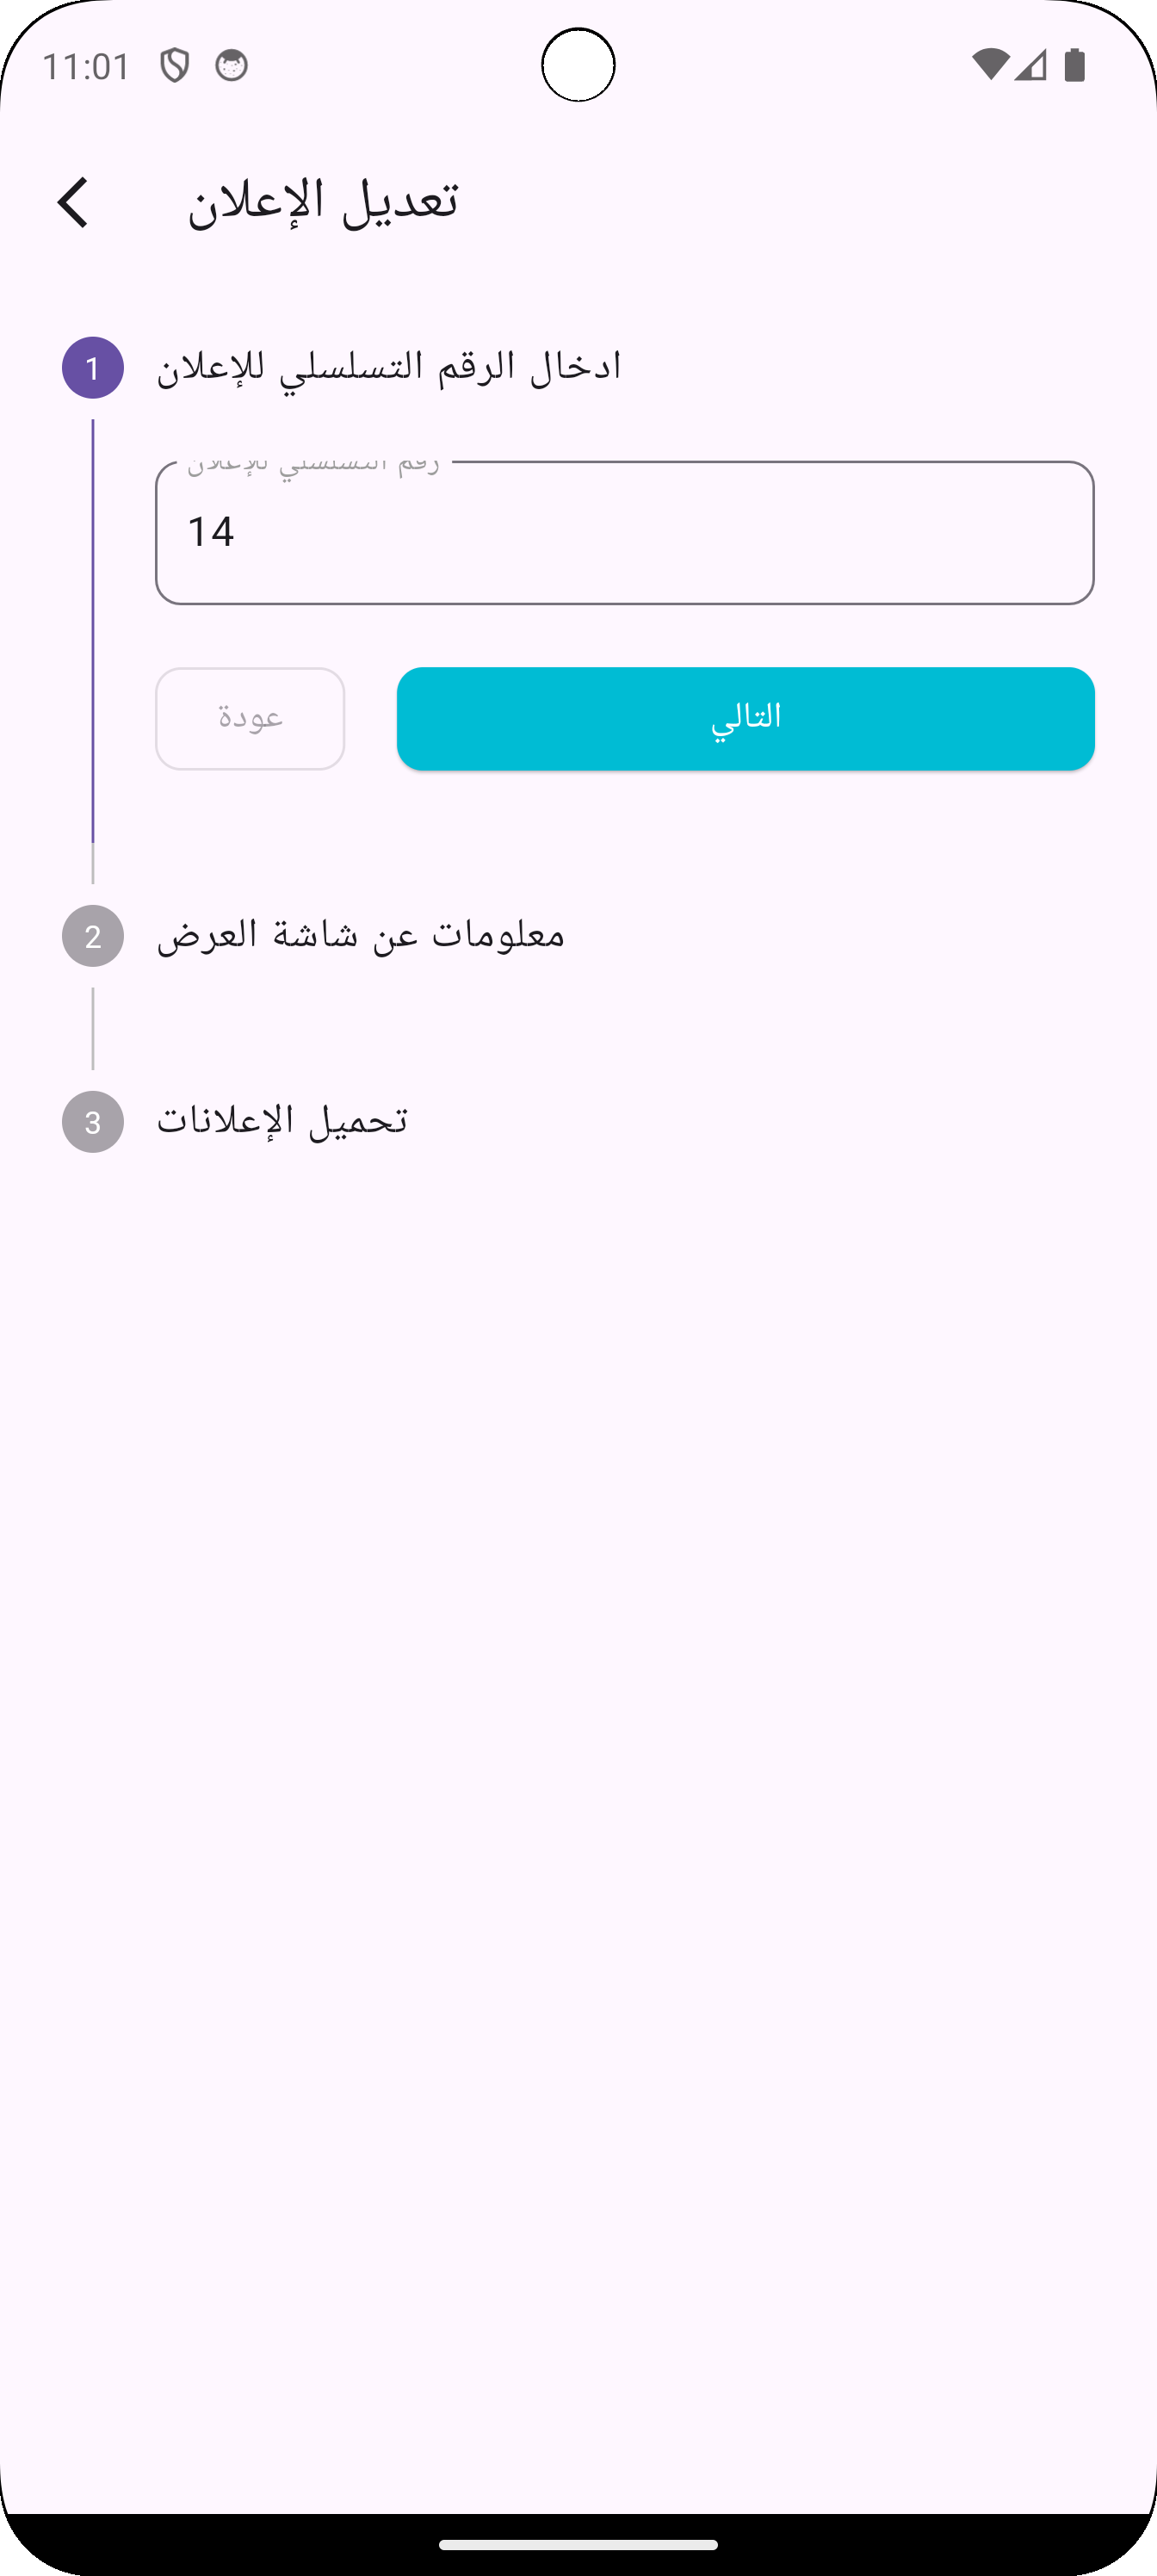 11:01
تعديل الإعلان
1 ادخال الرقم التسلسلي للإعلان
رقم التسلسلي للإعلان
14
عودة التالي
2 معلومات عن شاشة العرض
3 تحميل الإعلانات